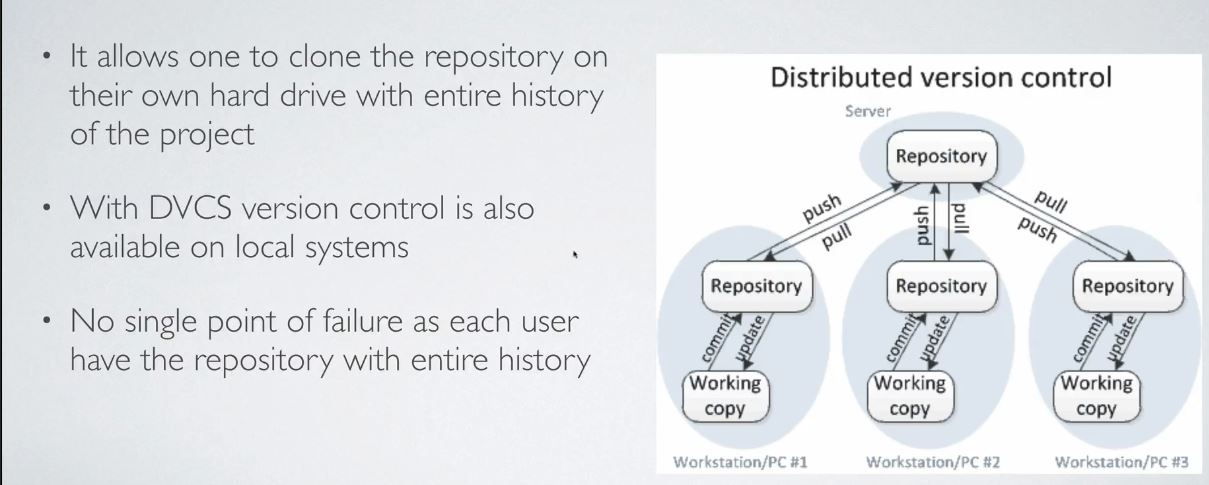 • It allows one to clone the repository on
their own hard drive with entire history
of the project
• With DVCS version control is also
available on local systems
• No single point of failure as each user
have the repository with entire history
Distributed version control
Server
Repository
push
pull
push
pull
pull
push
Repository
Repository
Repository
commit
update
commit
update
commit
update
Working
copy
Working
copy
Working
copy
Workstation/PC #1
Workstation/PC #2
Workstation/PC #3